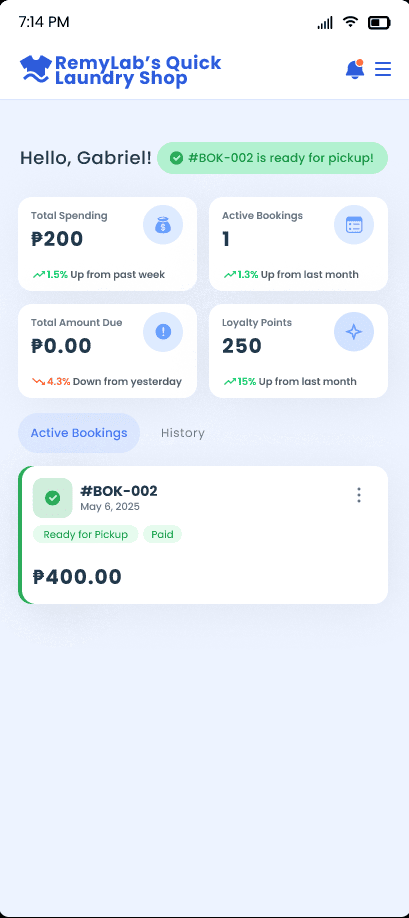 7:14 PM
RemyLab's Quick
Laundry Shop
Hello, Gabriel!
#BOK-002 is ready for pickup!
Total Spending
₱200
1.5% Up from past week
Active Bookings
1
1.3% Up from last month
Total Amount Due
₱0.00
4.3% Down from yesterday
Loyalty Points
250
15% Up from last month
Active Bookings
History
#BOK-002
May 6, 2025
Ready for Pickup
Paid
₱400.00